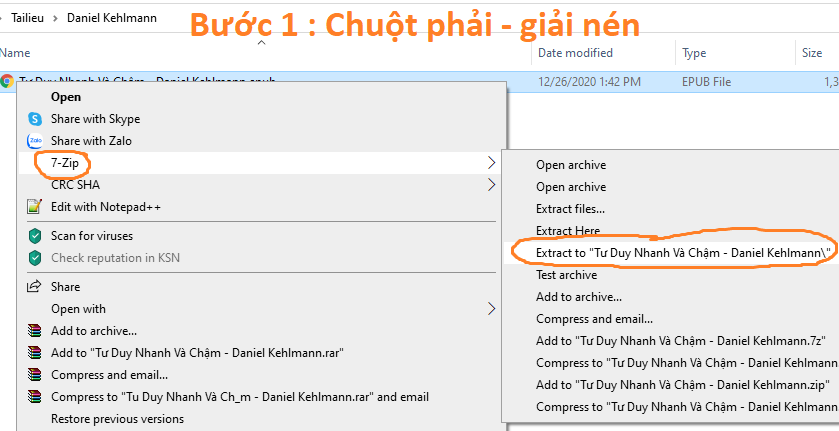 Tailieu > Daniel Kehlmann
Bước 1 : Chuột phải - giải nén
Name
Date modified
Type
Size
Tư Duy Nhanh Và Chậm - Daniel Kehlmann.epub
12/26/2020 1:42 PM
EPUB File
1,3
Open
Share with Skype
Zalo
Share with Zalo
7-Zip
CRC SHA
Edit with Notepad++
Scan for viruses
Check reputation in KSN
Share
Open with
Add to archive...
Add to "Tư Duy Nhanh Và Chậm - Daniel Kehlmann.rar"
Compress and email...
Compress to "Tư Duy Nhanh Và Ch_m - Daniel Kehlmann.rar" and email
Restore previous versions
Open archive
Open archive
Extract files...
Extract Here
Extract to "Tư Duy Nhanh Và Chậm - Daniel Kehlmann\"
Test archive
Add to archive...
Compress and email...
Add to "Tư Duy Nhanh Và Chậm - Daniel Kehlmann.7z"
Compress to "Tư Duy Nhanh Và Chậm - Daniel Kehlmann.
Add to "Tư Duy Nhanh Và Chậm - Daniel Kehlmann.zip"
Compress to "Tư Duy Nhanh Và Chậm - Daniel Kehlmann.